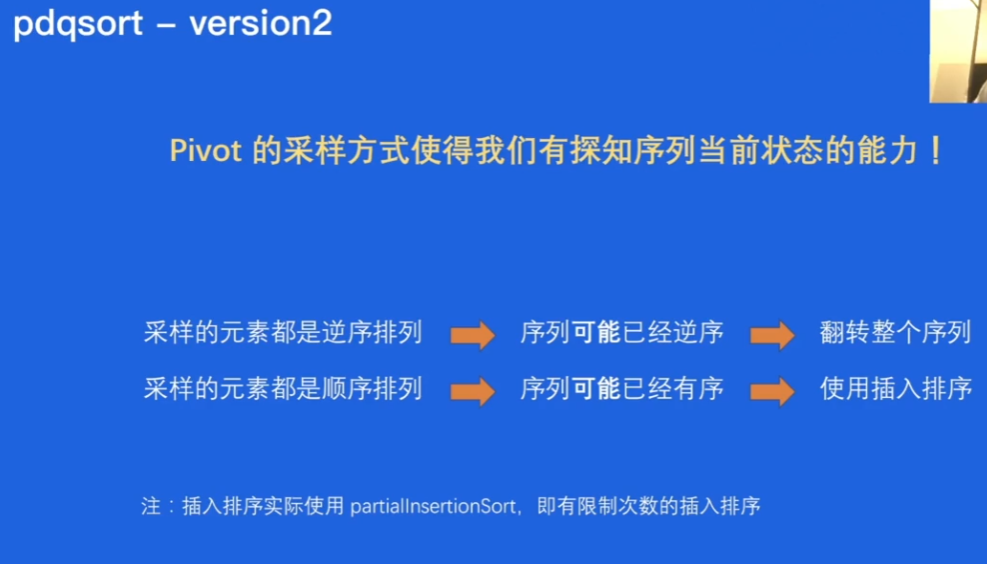 pdqsort – version2
Pivot 的采样方式使得我们有探知序列当前状态的能力！
采样的元素都是逆序排列 序列可能已经逆序 翻转整个序列
采样的元素都是顺序排列 序列可能已经有序 使用插入排序
注：插入排序实际使用 partialInsertionSort，即有限制次数的插入排序